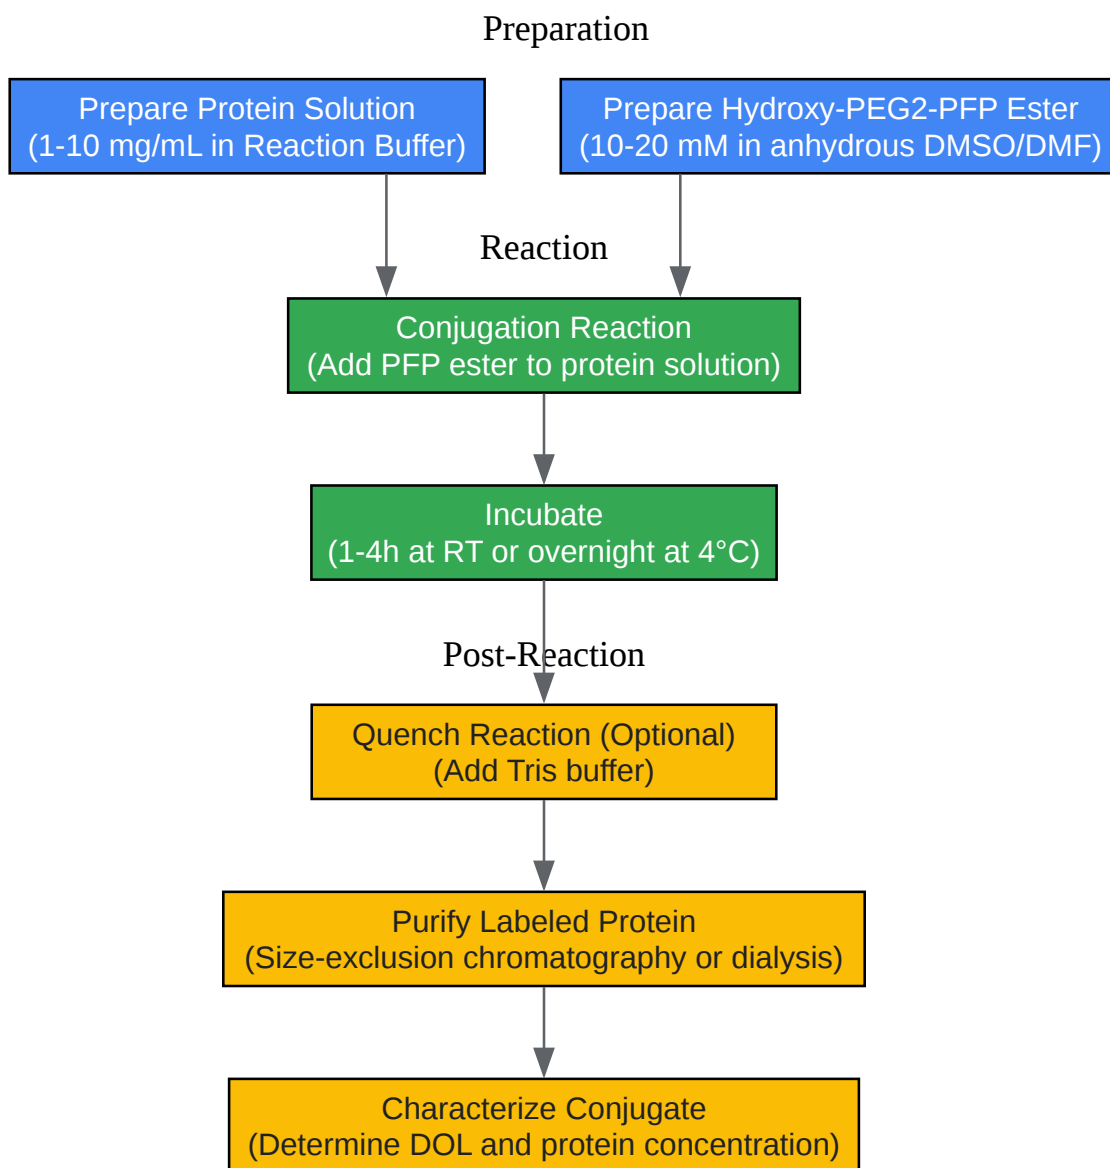 Preparation
Prepare Protein Solution
(1-10 mg/mL in Reaction Buffer)
Prepare Hydroxy-PEG2-PFP Ester
(10-20 mM in anhydrous DMSO/DMF)
Reaction
Conjugation Reaction
(Add PFP ester to protein solution)
Incubate
(1-4h at RT or overnight at 4°C)
Post-Reaction
Quench Reaction (Optional)
(Add Tris buffer)
Purify Labeled Protein
(Size-exclusion chromatography or dialysis)
Characterize Conjugate
(Determine DOL and protein concentration)